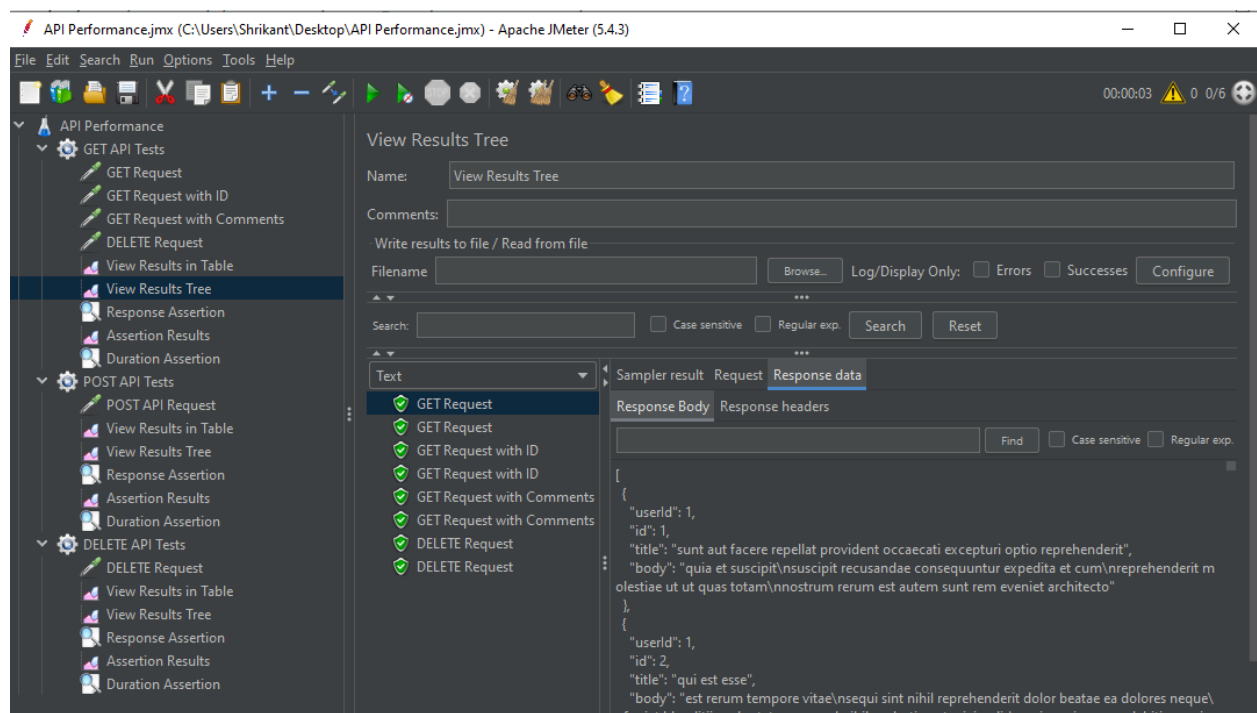 API Performance.jmx (C:\Users\Shrikant\Desktop\API Performance.jmx) - Apache JMeter (5.4.3)
File Edit Search Run Options Tools Help
00:00:03 0 0/6
API Performance
GET API Tests
GET Request
GET Request with ID
GET Request with Comments
DELETE Request
View Results in Table
View Results Tree
Response Assertion
Assertion Results
Duration Assertion
POST API Tests
POST API Request
View Results in Table
View Results Tree
Response Assertion
Assertion Results
Duration Assertion
DELETE API Tests
DELETE Request
View Results in Table
View Results Tree
Response Assertion
Assertion Results
Duration Assertion
View Results Tree
Name: View Results Tree
Comments:
Write results to file / Read from file
Filename Browse... Log/Display Only: Errors Successes Configure
Search: Case sensitive Regular exp. Search Reset
Text
GET Request
GET Request
GET Request with ID
GET Request with ID
GET Request with Comments
GET Request with Comments
DELETE Request
DELETE Request
Sampler result Request Response data
Response Body Response headers
Find Case sensitive Regular exp.
[
{
"userId": 1,
"id": 1,
"title": "sunt aut facere repellat provident occaecati excepturi optio reprehenderit",
"body": "quia et suscipit\nsuscipit recusandae consequuntur expedita et cum\nreprehenderit m
olestiae ut ut quas totam\nnostrum rerum est autem sunt rem eveniet architecto"
},
{
"userId": 1,
"id": 2,
"title": "qui est esse",
"body": "est rerum tempore vitae\nsequi sint nihil reprehenderit dolor beatae ea dolores neque\